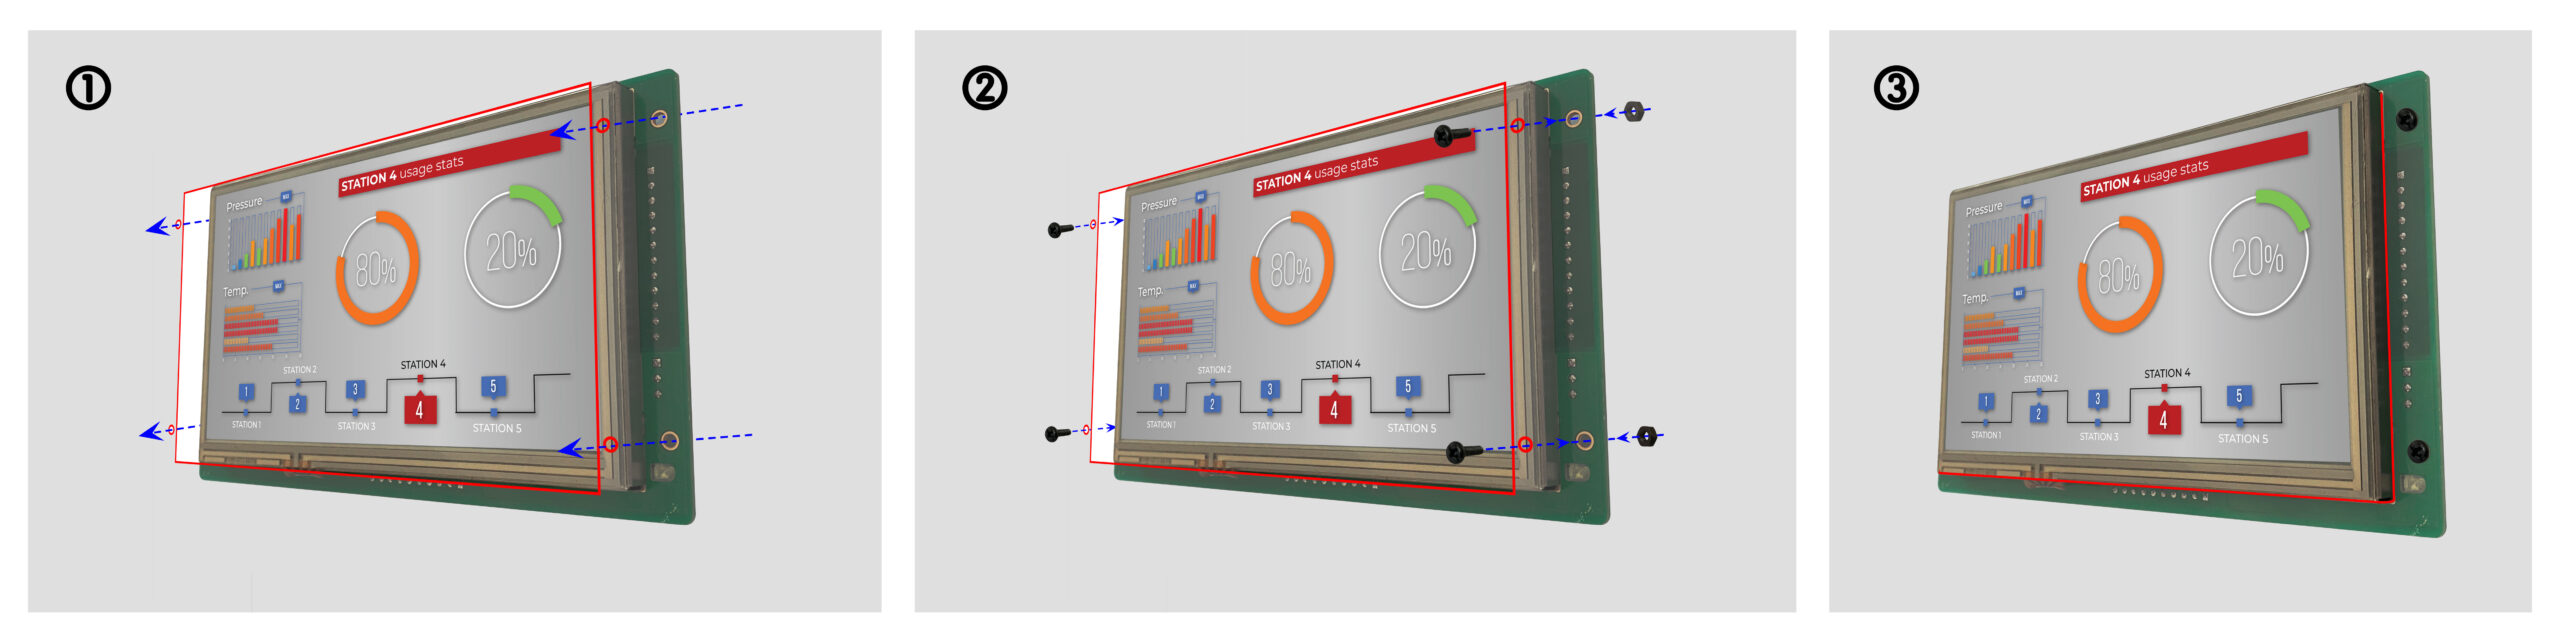 ①
STATION 4 usage stats
Pressure
MAX
80%
20%
Temp.
MAX
STATION 4
STATION 2
1
2
3
4
5
STATION 1
STATION 3
STATION 5
②
STATION 4 usage stats
Pressure
MAX
80%
20%
Temp.
MAX
STATION 4
STATION 2
1
2
3
4
5
STATION 1
STATION 3
STATION 5
③
STATION 4 usage stats
Pressure
MAX
80%
20%
Temp.
MAX
STATION 4
STATION 2
1
2
3
4
5
STATION 1
STATION 3
STATION 5